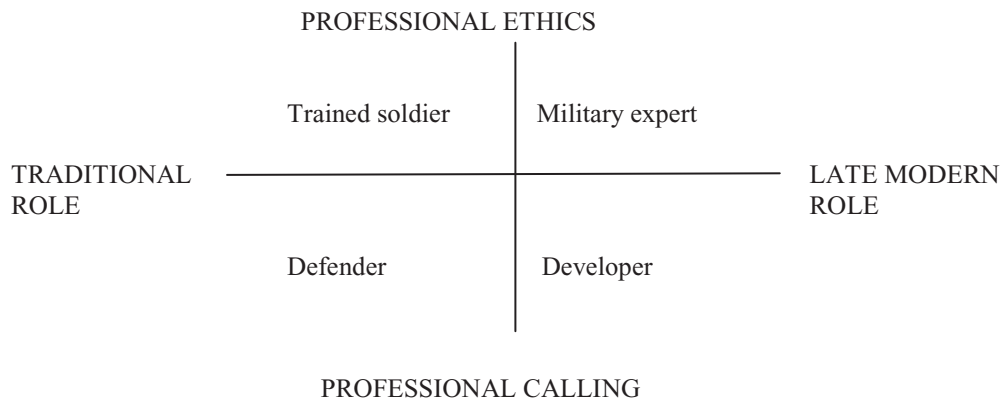 PROFESSIONAL ETHICS
Trained soldier
Military expert
TRADITIONAL
ROLE
LATE MODERN
ROLE
Defender
Developer
PROFESSIONAL CALLING